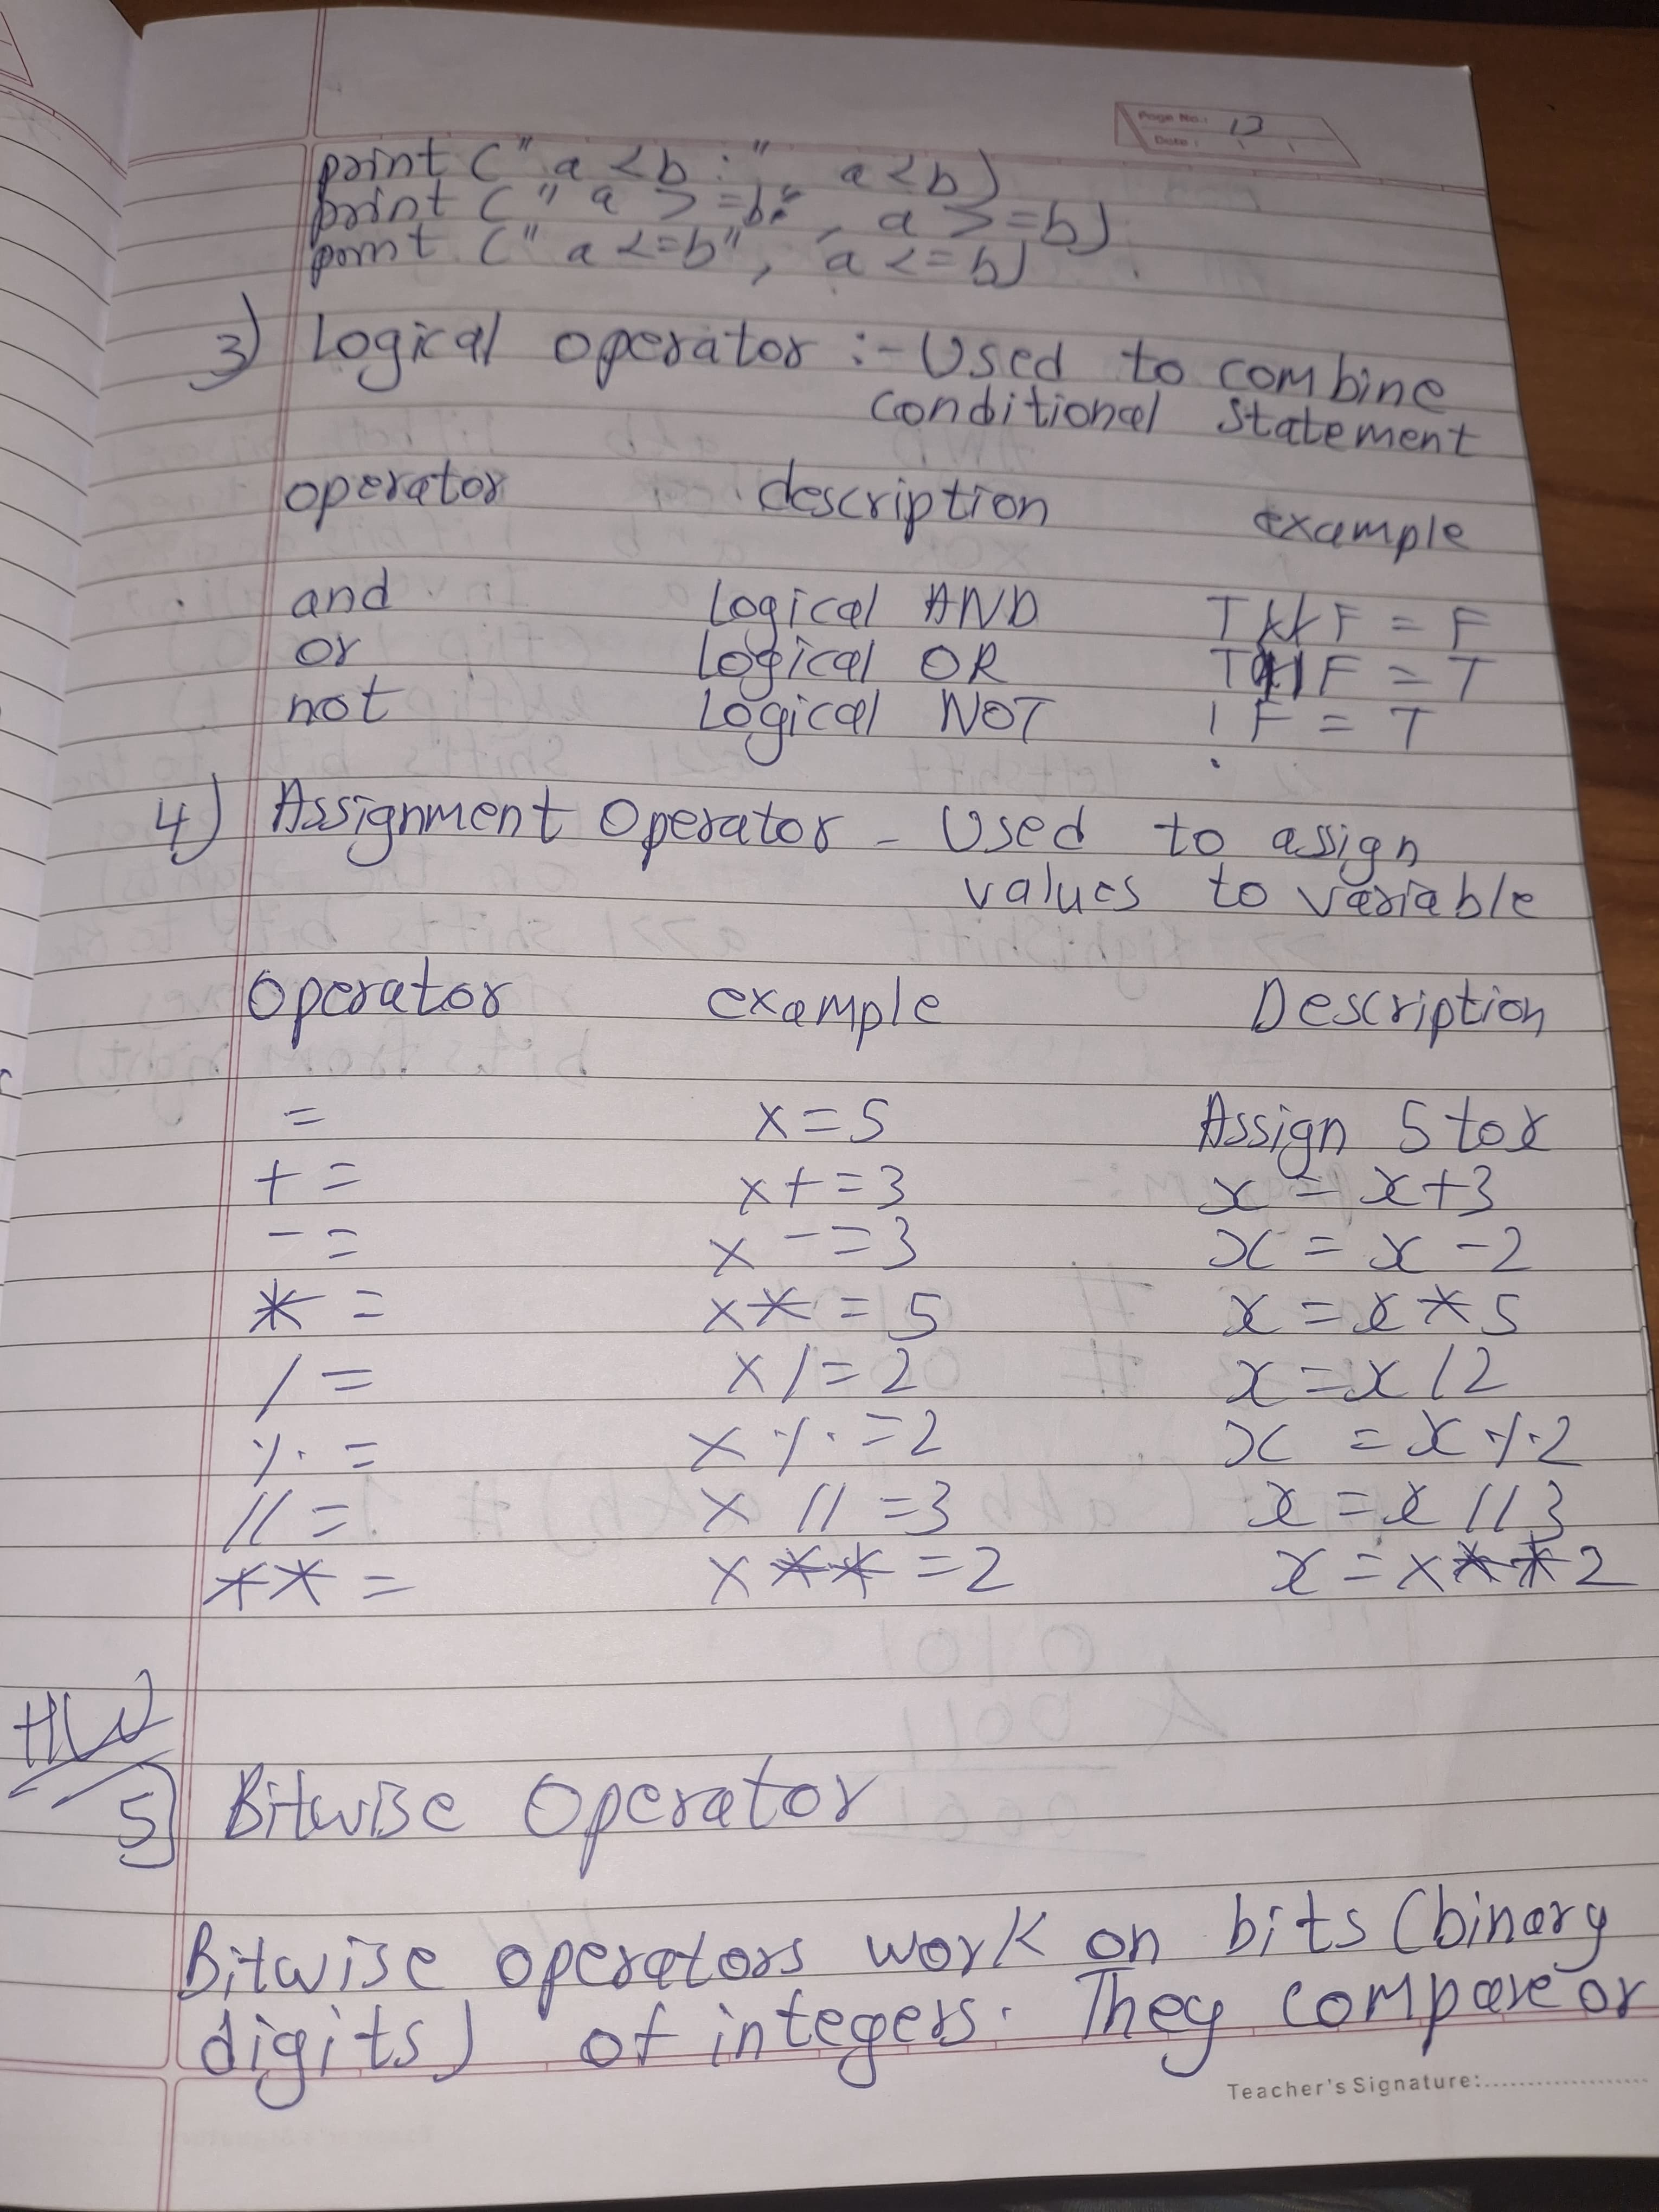 Page No.: 13
Date :
print (" a <b :" a<b)
print (" a >=b:" , a >=b)
print (" a <=b" , a <=b)
3) Logical operator :- Used to combine
conditional statement
operator description example
and Logical AND T && F = F
or Logical OR T || F = T
not Logical NOT ! F = T
4) Assignment Operator - Used to assign
values to variable
Operator example Description
= x=5 Assign 5 to x
+= x+=3 x = x+3
-= x -=3 x = x -2
*= x*=5 x = x*5
/= x/=2 x = x/2
%= x %=2 x = x%2
//= x //=3 x = x//3
**= x **=2 x = x**2
HW
5) Bitwise Operator
Bitwise operators work on bits (binary
digits) of integers. They compare or
Teacher's Signature: